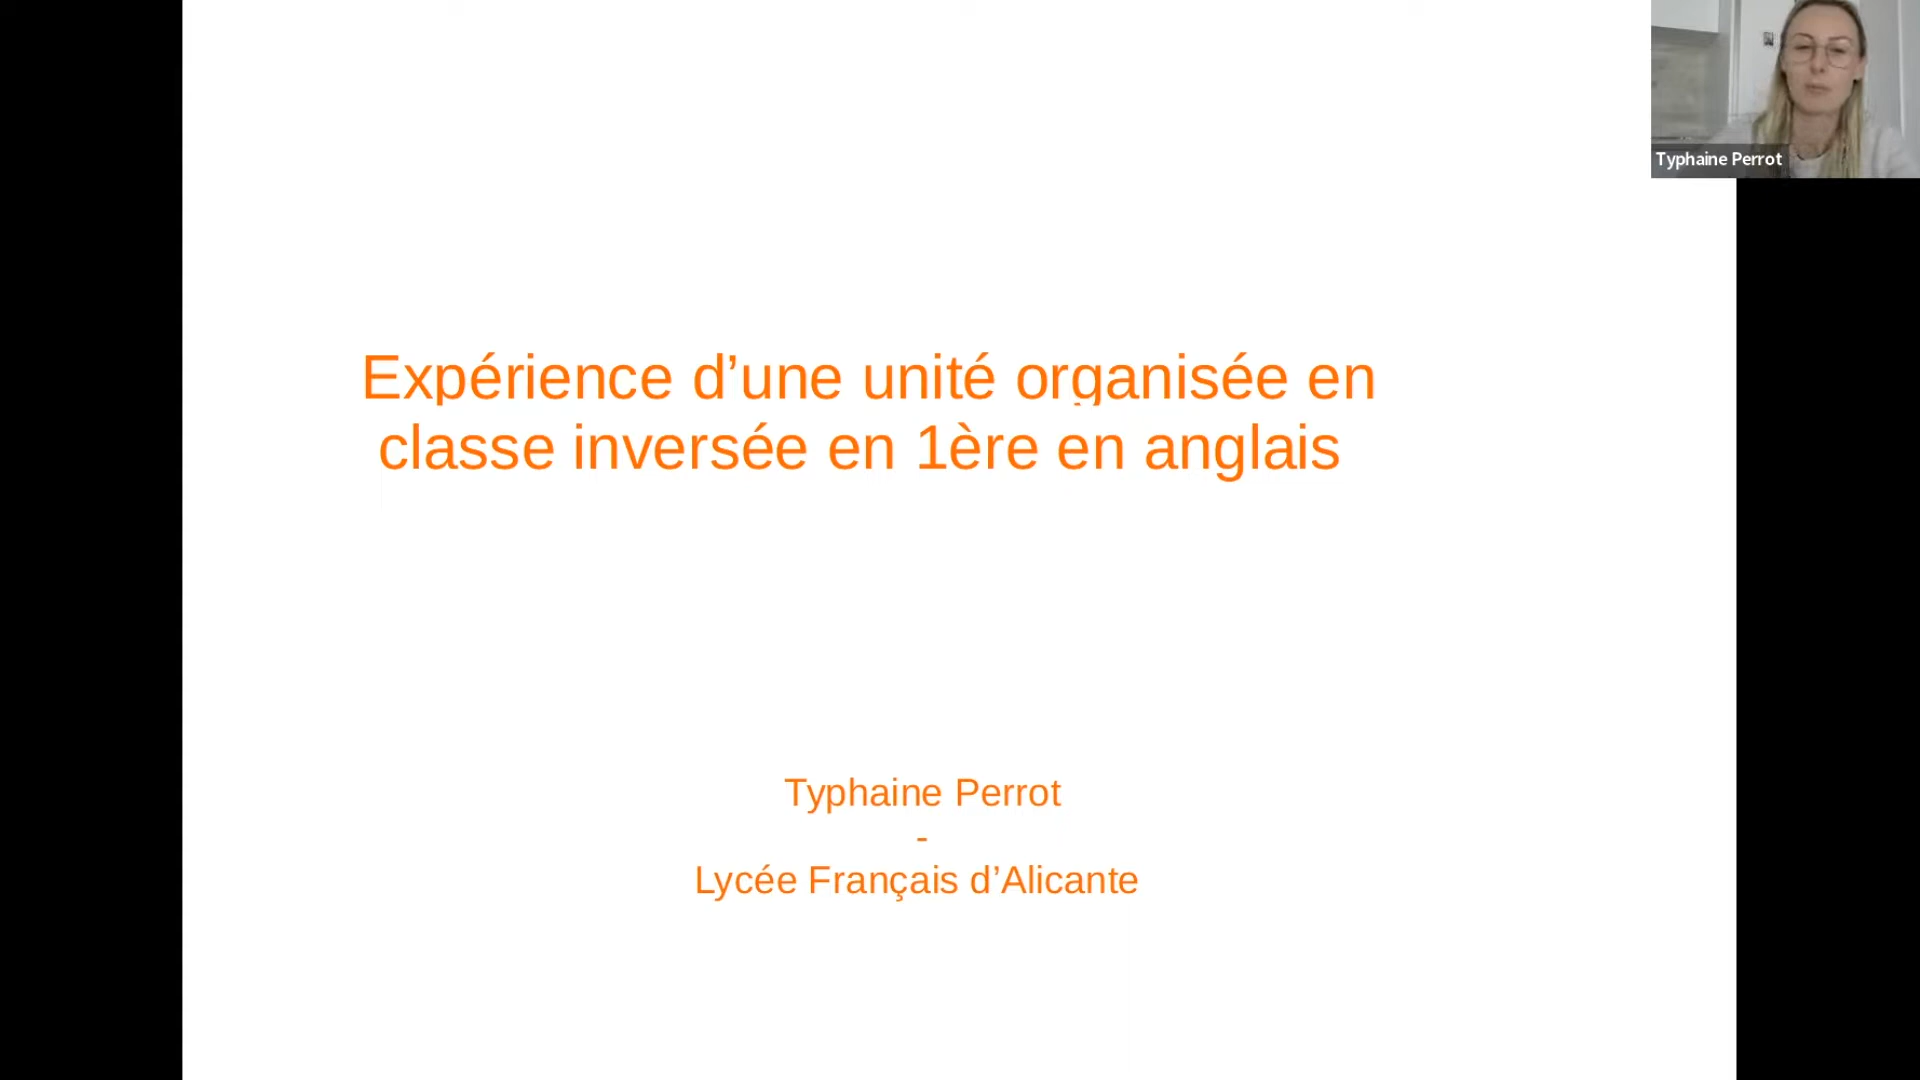 Typhaine Perrot
Expérience d’une unité organisée en
classe inversée en 1ère en anglais
Typhaine Perrot
-
Lycée Français d’Alicante